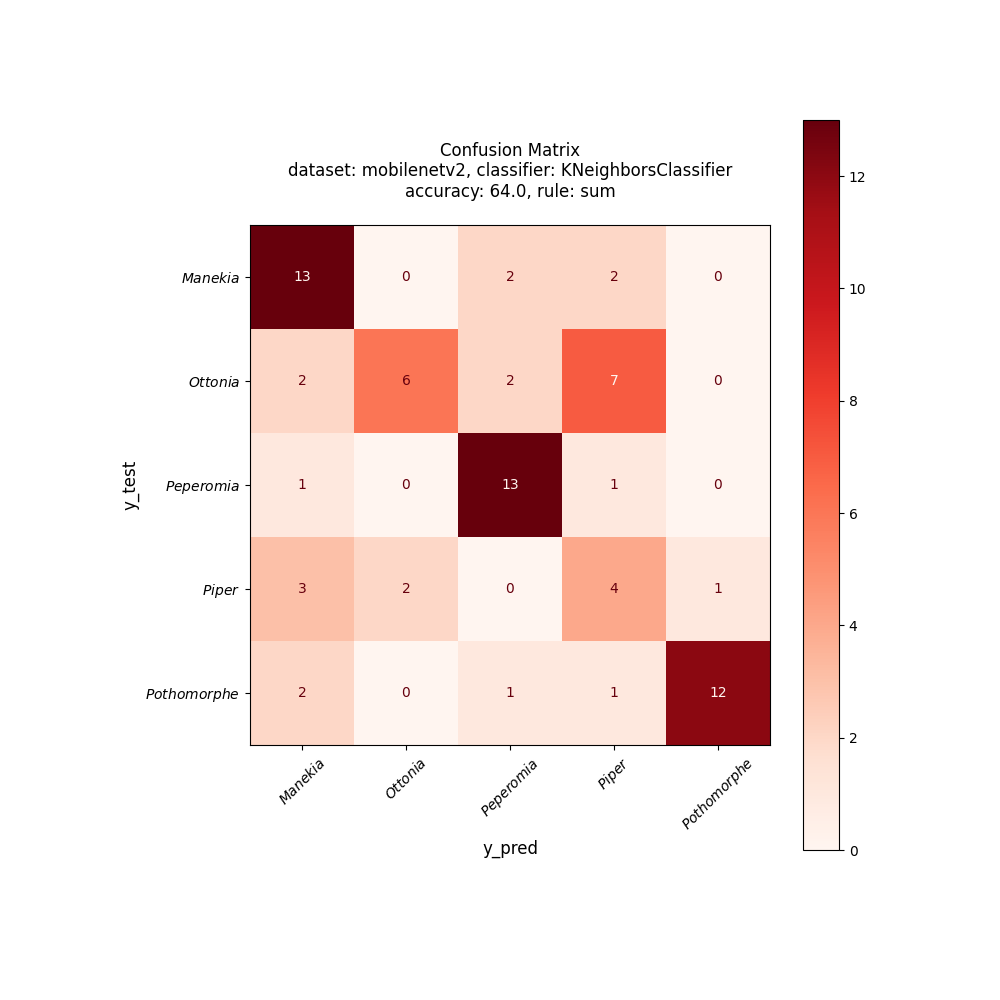 Confusion Matrix
dataset: mobilenetv2, classifier: KNeighborsClassifier
accuracy: 64.0, rule: sum
Manekia 13 0 2 2 0
Ottonia 2 6 2 7 0
Peperomia 1 0 13 1 0
Piper 3 2 0 4 1
Pothomorphe 2 0 1 1 12
y_test
Manekia Ottonia Peperomia Piper Pothomorphe
y_pred
12
10
8
6
4
2
0